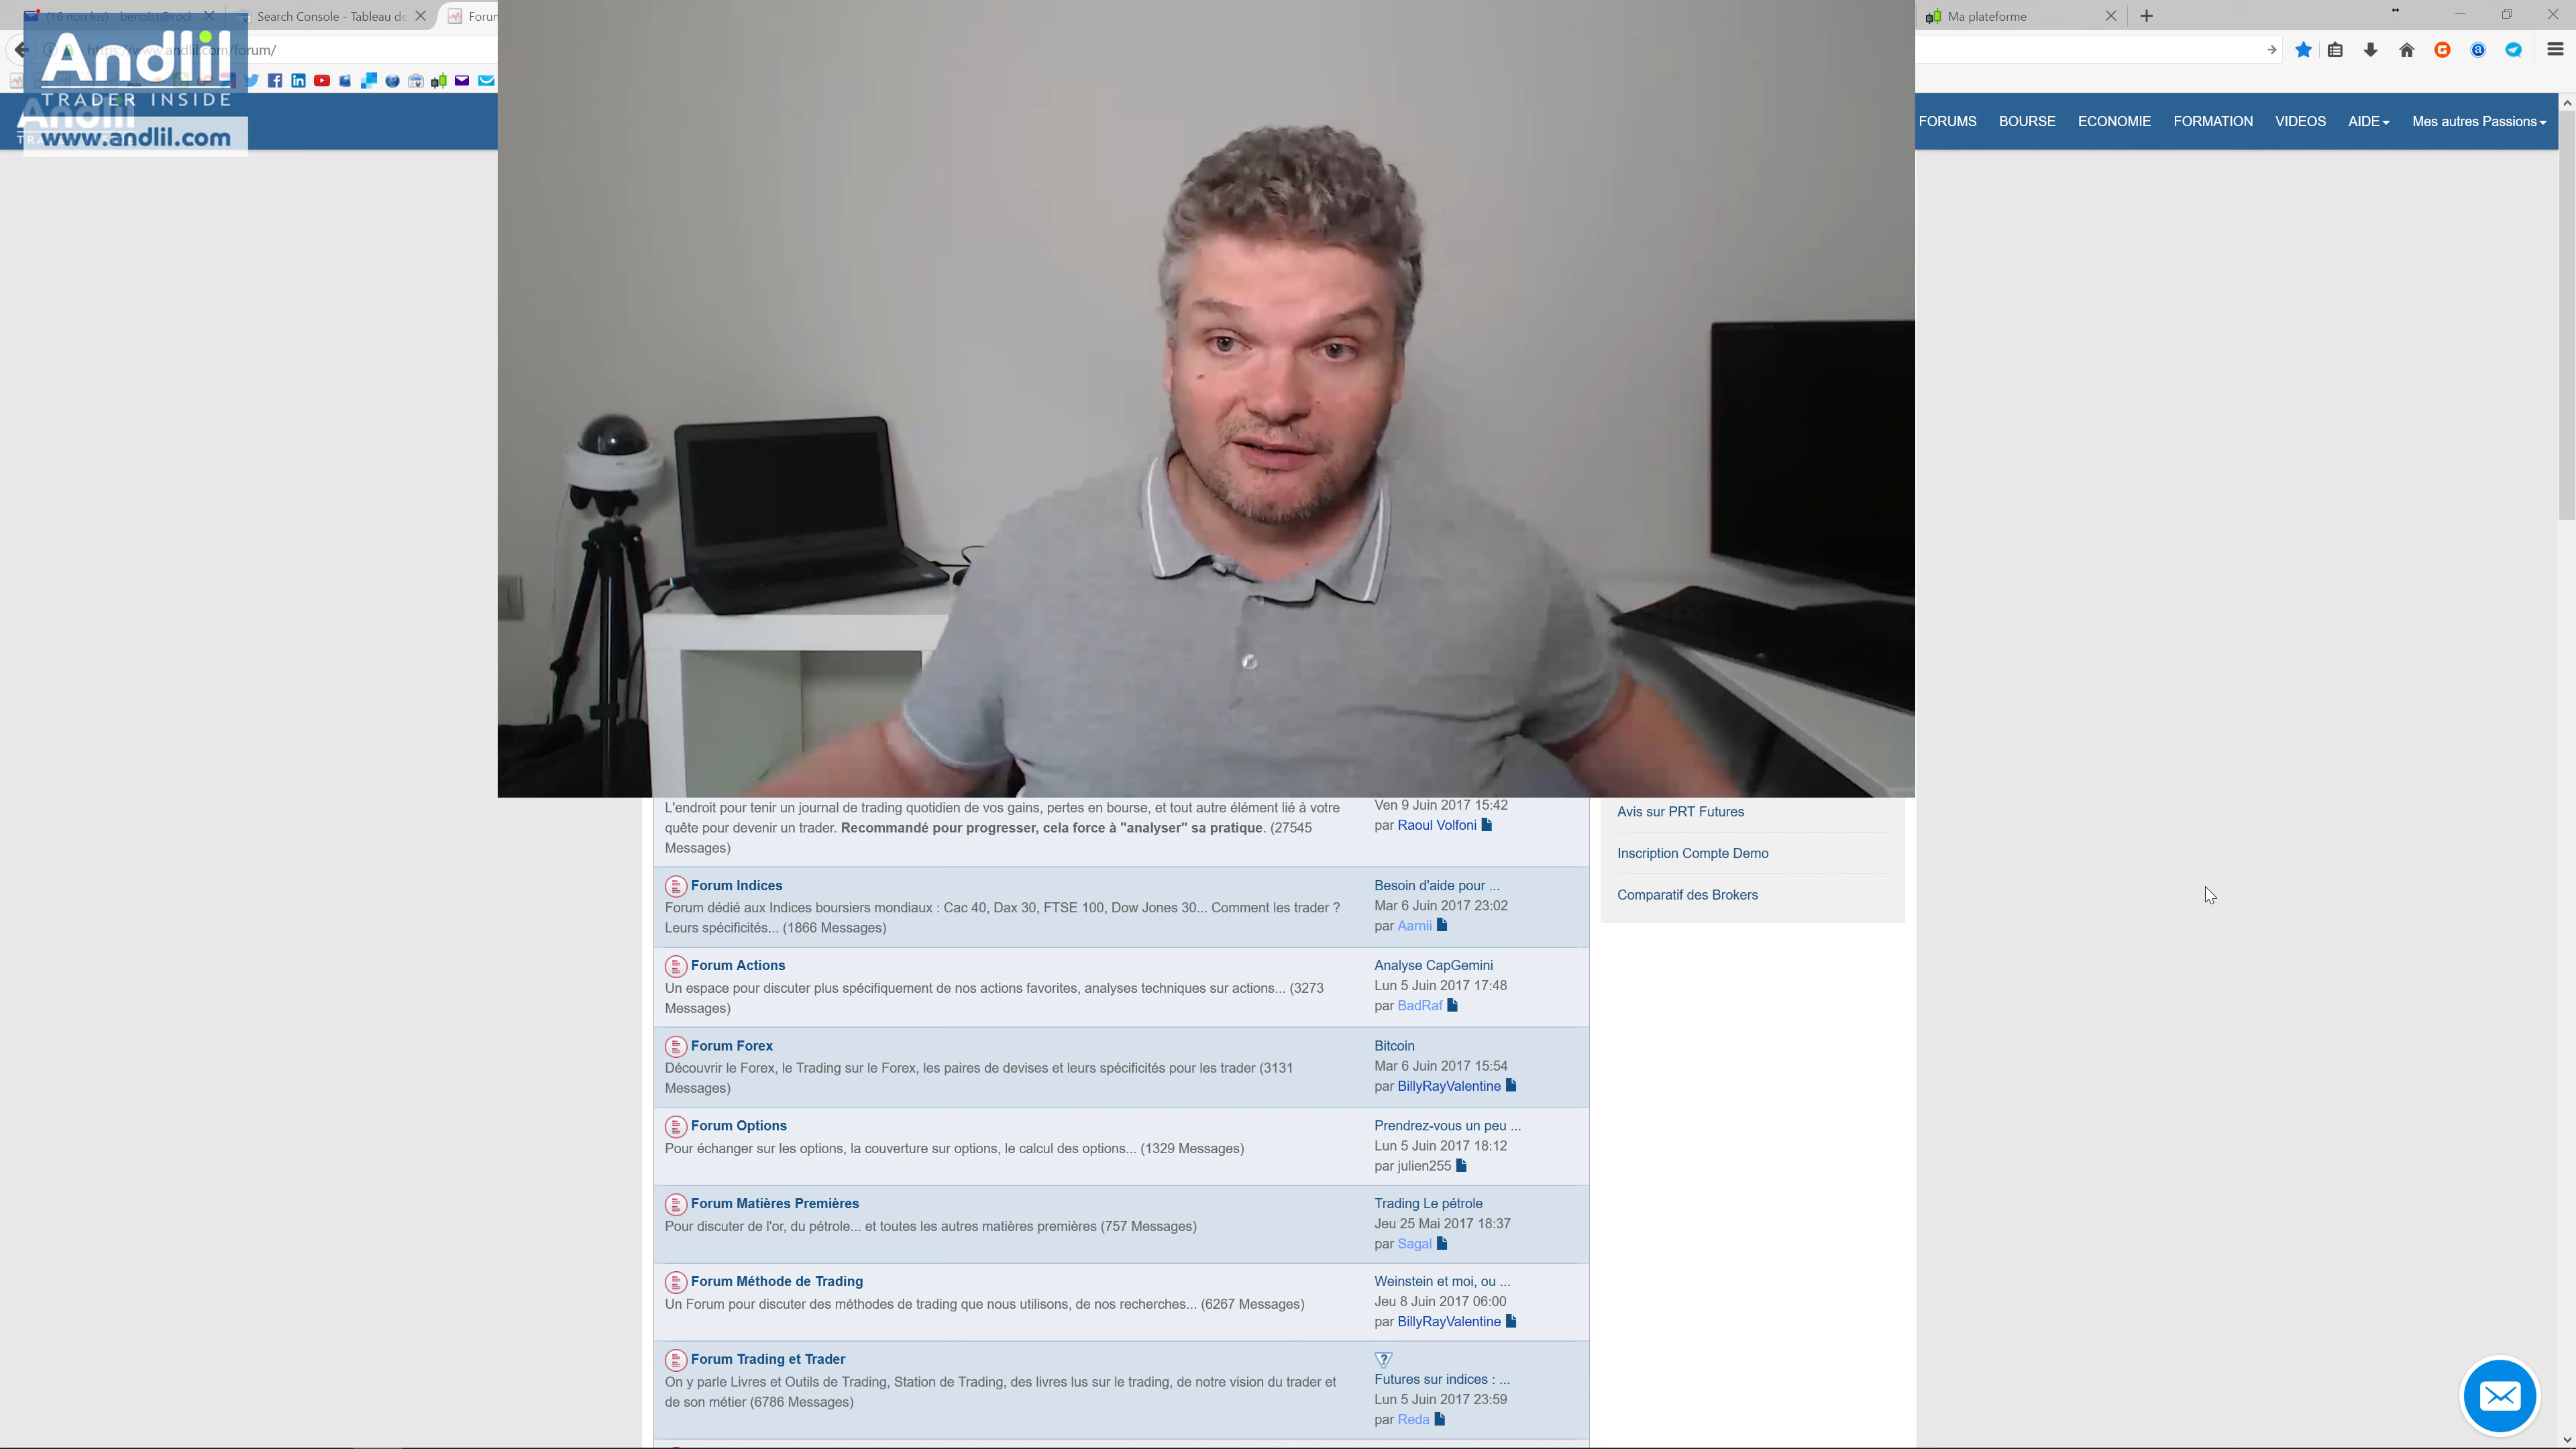 (16 non lus) - benoist@rock
Search Console - Tableau de
Forum
Ma plateforme
https://www.andlil.com/forum/
Andlil
TRADER INSIDE
www.andlil.com
FORUMS BOURSE ECONOMIE FORMATION VIDEOS AIDE Mes autres Passions
L'endroit pour tenir un journal de trading quotidien de vos gains, pertes en bourse, et tout autre élément lié à votre
quête pour devenir un trader. Recommandé pour progresser, cela force à "analyser" sa pratique. (27545
Messages)
Ven 9 Juin 2017 15:42
par Raoul Volfoni
Forum Indices
Forum dédié aux Indices boursiers mondiaux : Cac 40, Dax 30, FTSE 100, Dow Jones 30... Comment les trader ?
Leurs spécificités... (1866 Messages)
Besoin d'aide pour ...
Mar 6 Juin 2017 23:02
par Aarnii
Forum Actions
Un espace pour discuter plus spécifiquement de nos actions favorites, analyses techniques sur actions... (3273
Messages)
Analyse CapGemini
Lun 5 Juin 2017 17:48
par BadRaf
Forum Forex
Découvrir le Forex, le Trading sur le Forex, les paires de devises et leurs spécificités pour les trader (3131
Messages)
Bitcoin
Mar 6 Juin 2017 15:54
par BillyRayValentine
Forum Options
Pour échanger sur les options, la couverture sur options, le calcul des options... (1329 Messages)
Prendrez-vous un peu ...
Lun 5 Juin 2017 18:12
par julien255
Forum Matières Premières
Pour discuter de l'or, du pétrole... et toutes les autres matières premières (757 Messages)
Trading Le pétrole
Jeu 25 Mai 2017 18:37
par Sagal
Forum Méthode de Trading
Un Forum pour discuter des méthodes de trading que nous utilisons, de nos recherches... (6267 Messages)
Weinstein et moi, ou ...
Jeu 8 Juin 2017 06:00
par BillyRayValentine
Forum Trading et Trader
On y parle Livres et Outils de Trading, Station de Trading, des livres lus sur le trading, de notre vision du trader et
de son métier (6786 Messages)
Futures sur indices : ...
Lun 5 Juin 2017 23:59
par Reda
Avis sur PRT Futures
Inscription Compte Demo
Comparatif des Brokers